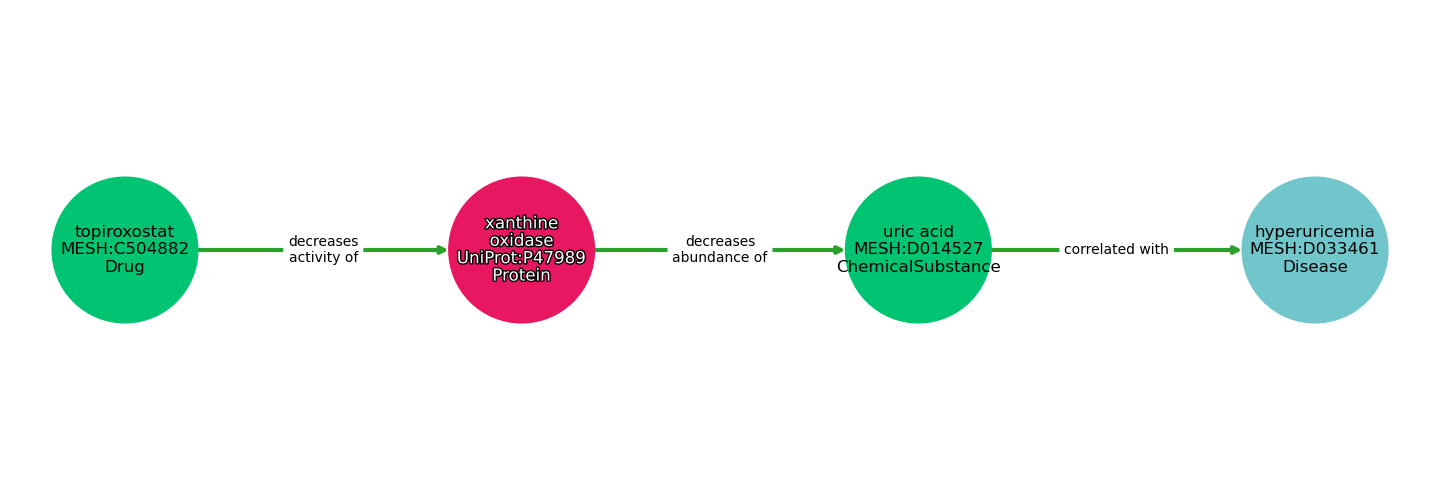 topiroxostat
MESH:C504882
Drug
decreases
activity of
xanthine
oxidase
UniProt:P47989
Protein
decreases
abundance of
uric acid
MESH:D014527
ChemicalSubstance
correlated with
hyperuricemia
MESH:D033461
Disease